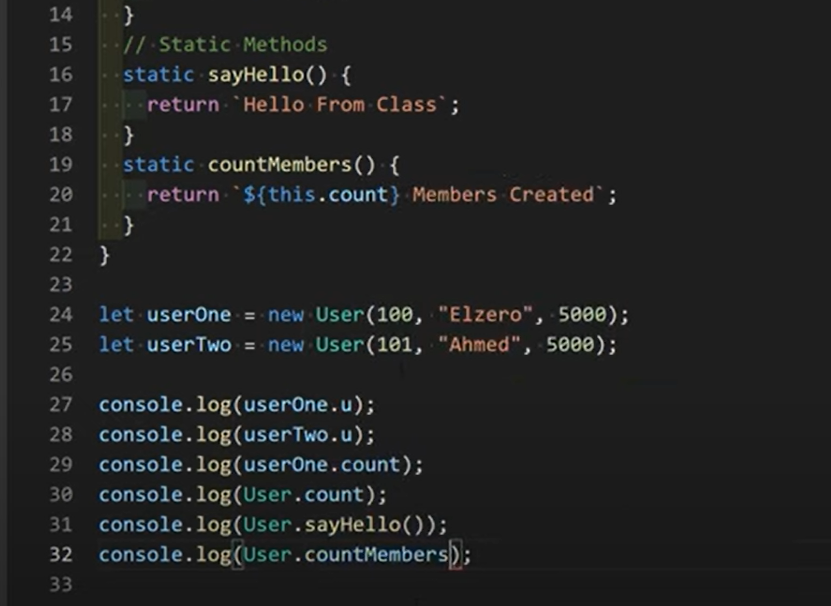 14 }
15 // Static Methods
16 static sayHello() {
17 return `Hello From Class`;
18 }
19 static countMembers() {
20 return `${this.count} Members Created`;
21 }
22 }
23
24 let userOne = new User(100, "Elzero", 5000);
25 let userTwo = new User(101, "Ahmed", 5000);
26
27 console.log(userOne.u);
28 console.log(userTwo.u);
29 console.log(userOne.count);
30 console.log(User.count);
31 console.log(User.sayHello());
32 console.log(User.countMembers);
33